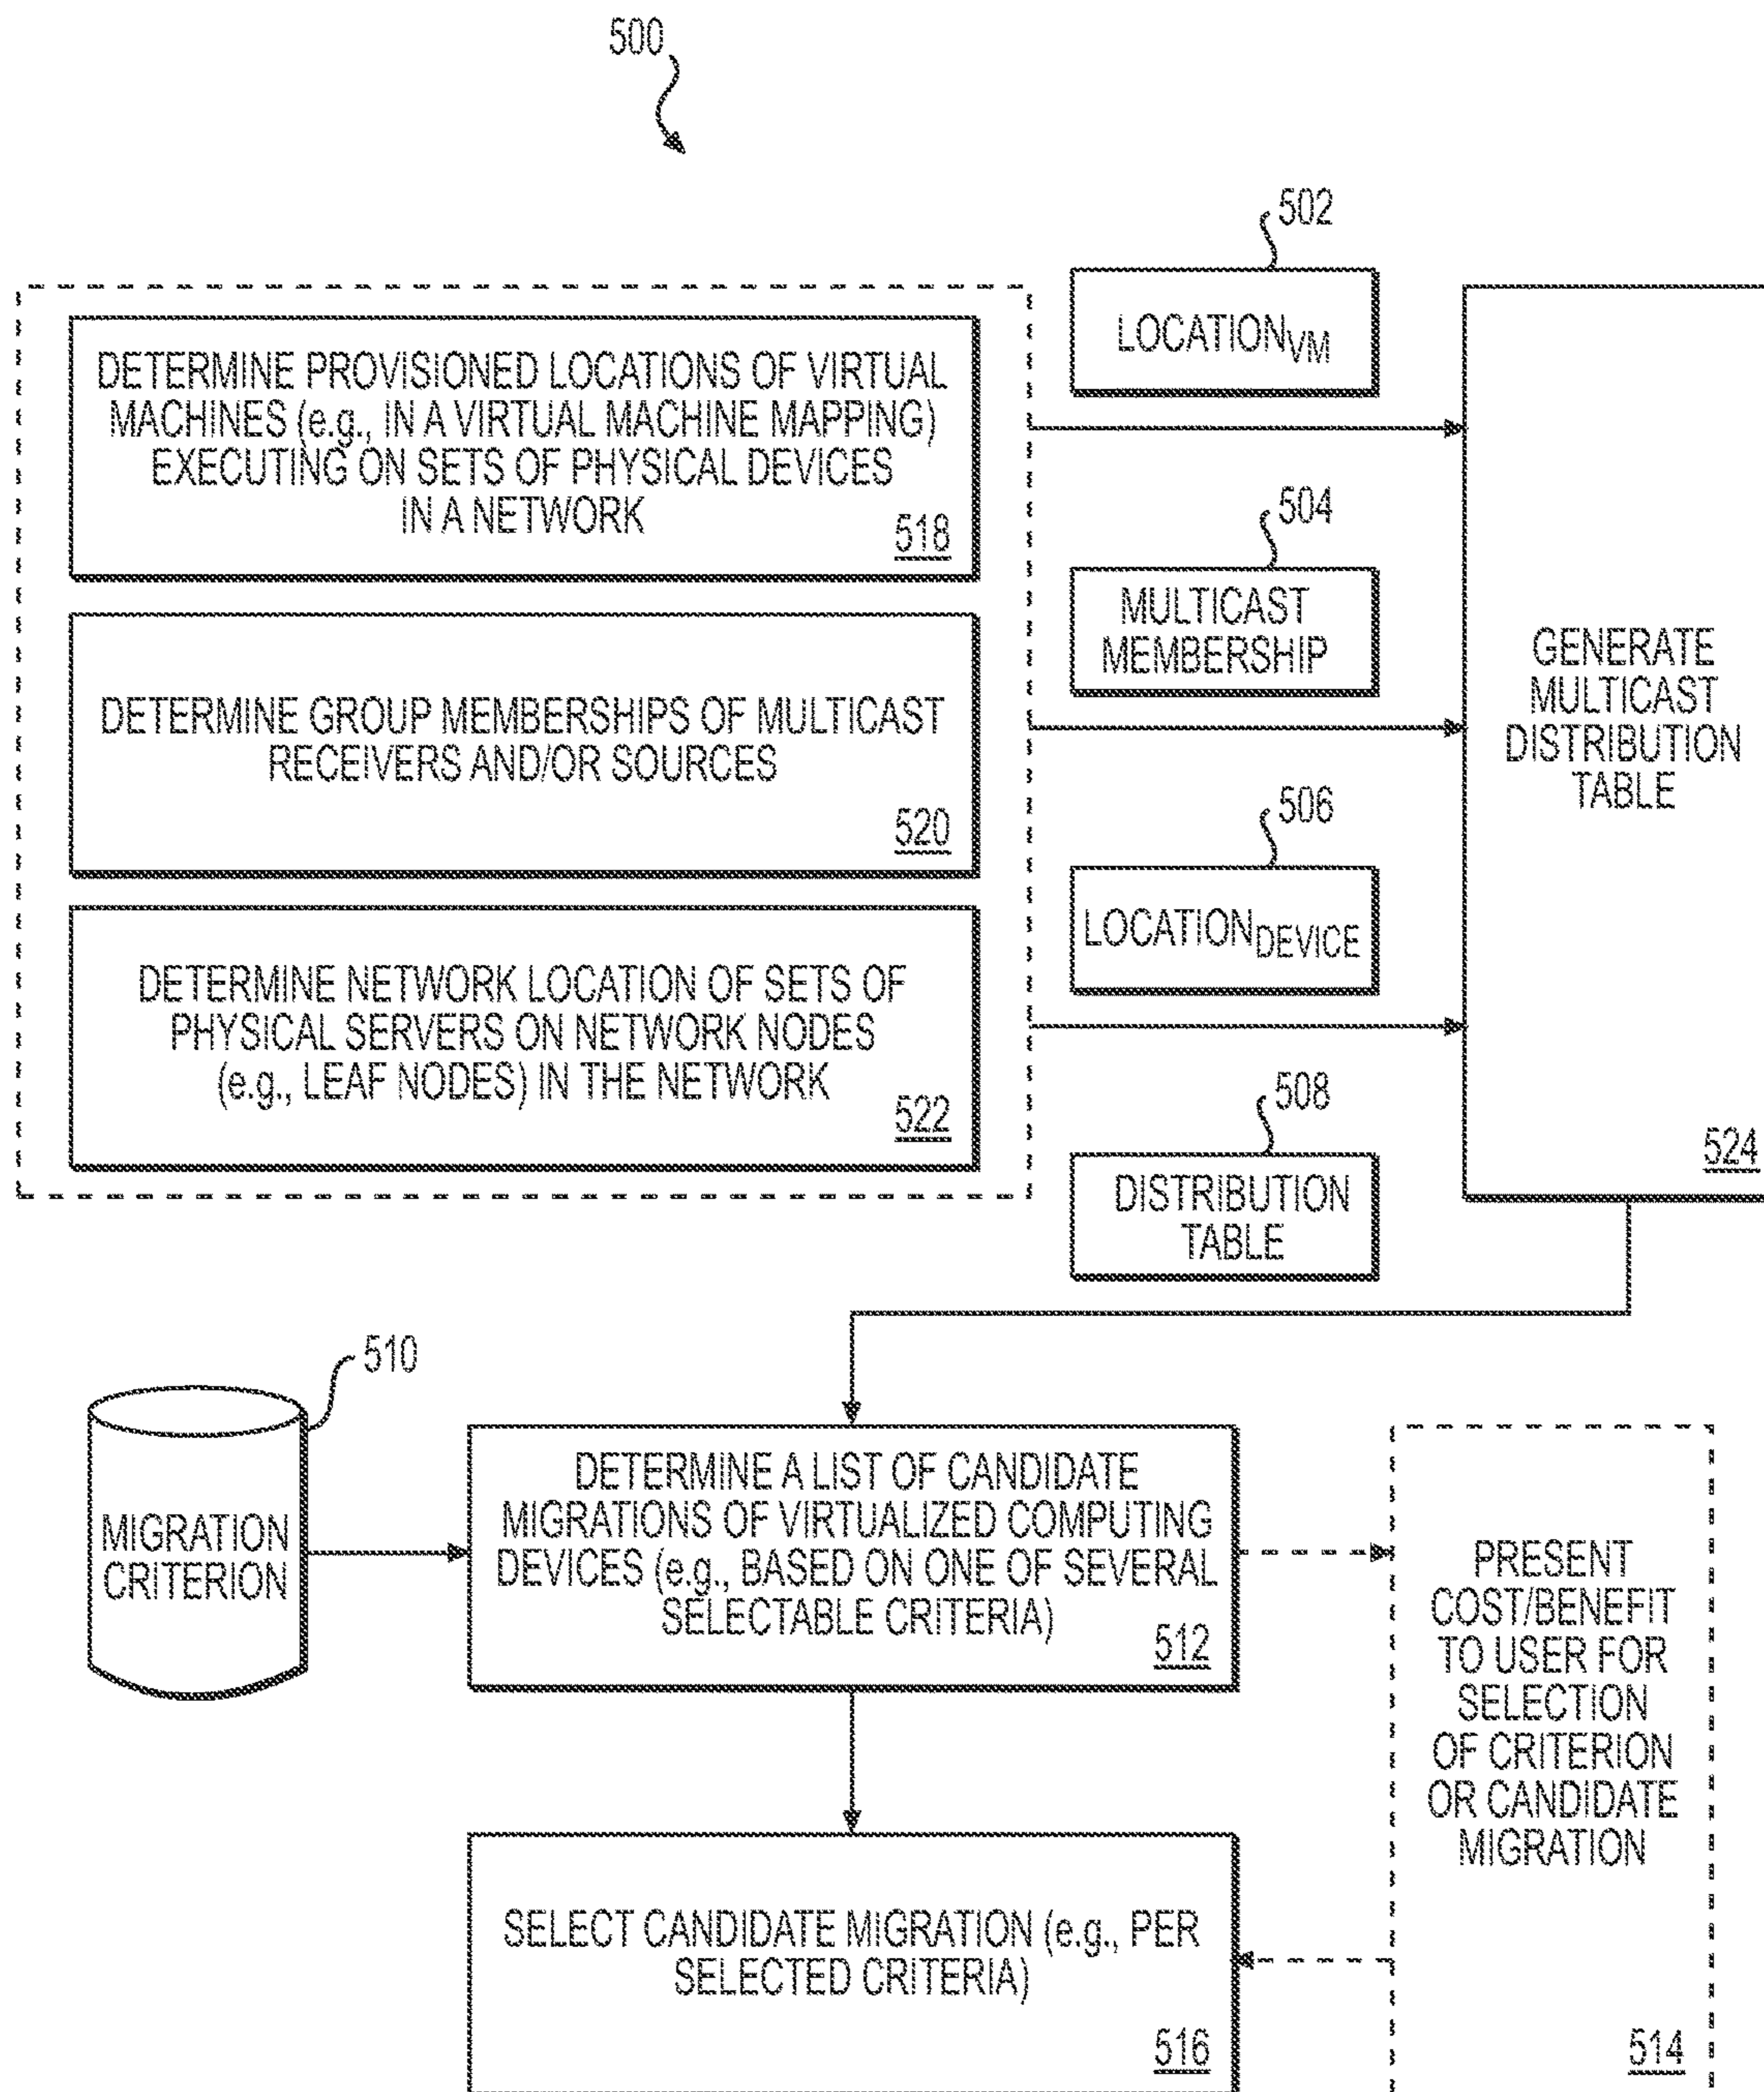 500
502
LOCATIONVM
DETERMINE PROVISIONED LOCATIONS OF VIRTUAL
MACHINES (e.g., IN A VIRTUAL MACHINE MAPPING)
EXECUTING ON SETS OF PHYSICAL DEVICES
IN A NETWORK
518
504
MULTICAST
MEMBERSHIP
DETERMINE GROUP MEMBERSHIPS OF MULTICAST
RECEIVERS AND/OR SOURCES
520
506
LOCATIONDEVICE
DETERMINE NETWORK LOCATION OF SETS OF
PHYSICAL SERVERS ON NETWORK NODES
(e.g., LEAF NODES) IN THE NETWORK
522
508
DISTRIBUTION
TABLE
GENERATE
MULTICAST
DISTRIBUTION
TABLE
524
510
MIGRATION
CRITERION
DETERMINE A LIST OF CANDIDATE
MIGRATIONS OF VIRTUALIZED COMPUTING
DEVICES (e.g., BASED ON ONE OF SEVERAL
SELECTABLE CRITERIA)
512
PRESENT
COST/BENEFIT
TO USER FOR
SELECTION
OF CRITERION
OR CANDIDATE
MIGRATION
514
SELECT CANDIDATE MIGRATION (e.g., PER
SELECTED CRITERIA)
516